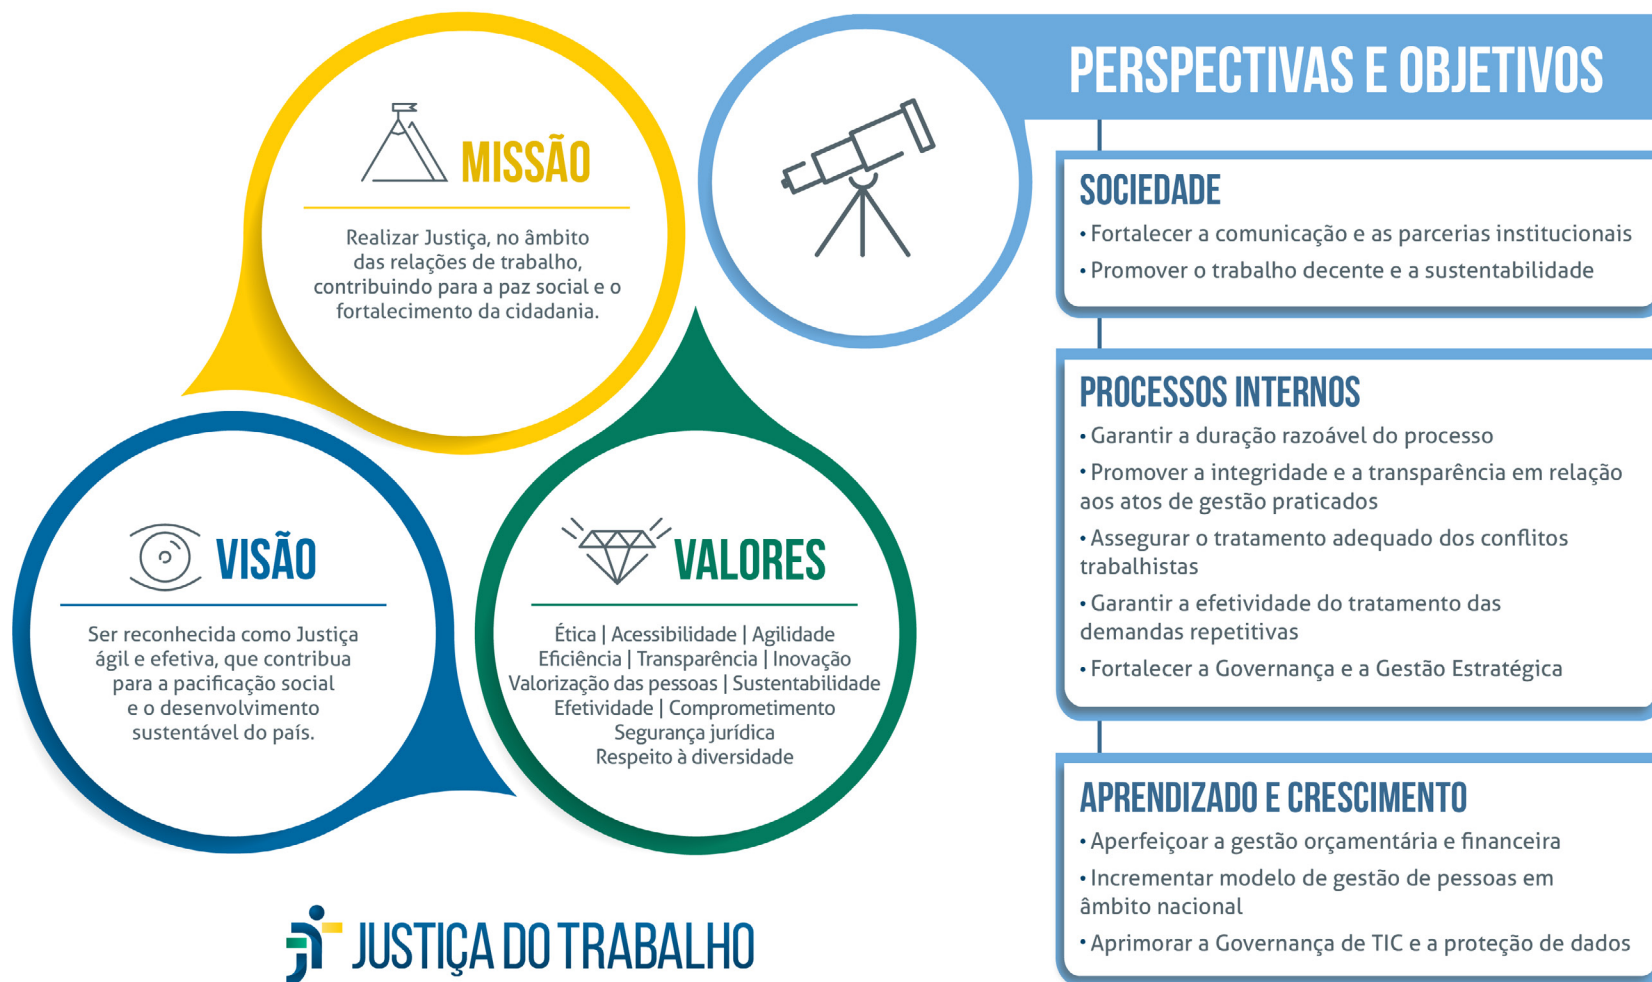 MISSÃO
Realizar Justiça, no âmbito
das relações de trabalho,
contribuindo para a paz social e o
fortalecimento da cidadania.
VISÃO
Ser reconhecida como Justiça
ágil e efetiva, que contribua
para a pacificação social
e o desenvolvimento
sustentável do país.
VALORES
Ética | Acessibilidade | Agilidade
Eficiência | Transparência | Inovação
Valorização das pessoas | Sustentabilidade
Efetividade | Comprometimento
Segurança jurídica
Respeito à diversidade
JUSTIÇA DO TRABALHO
PERSPECTIVAS E OBJETIVOS
SOCIEDADE
• Fortalecer a comunicação e as parcerias institucionais
• Promover o trabalho decente e a sustentabilidade
PROCESSOS INTERNOS
• Garantir a duração razoável do processo
• Promover a integridade e a transparência em relação
aos atos de gestão praticados
• Assegurar o tratamento adequado dos conflitos
trabalhistas
• Garantir a efetividade do tratamento das
demandas repetitivas
• Fortalecer a Governança e a Gestão Estratégica
APRENDIZADO E CRESCIMENTO
• Aperfeiçoar a gestão orçamentária e financeira
• Incrementar modelo de gestão de pessoas em
âmbito nacional
• Aprimorar a Governança de TIC e a proteção de dados